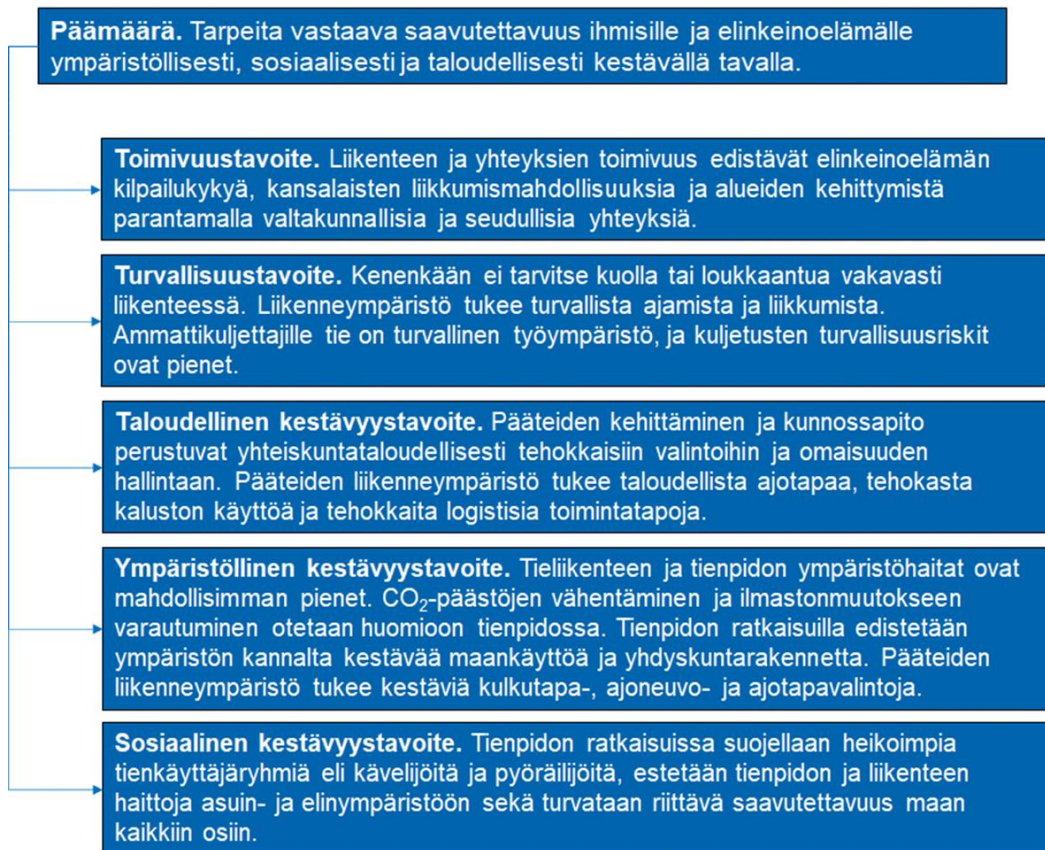 Päämäärä. Tarpeita vastaava saavutettavuus ihmisille ja elinkeinoelämälle
ympäristöllisesti, sosiaalisesti ja taloudellisesti kestävällä tavalla.
Toimivuustavoite. Liikenteen ja yhteyksien toimivuus edistävät elinkeinoelämän
kilpailukykyä, kansalaisten liikkumismahdollisuuksia ja alueiden kehittymistä
parantamalla valtakunnallisia ja seudullisia yhteyksiä.
Turvallisuustavoite. Kenenkään ei tarvitse kuolla tai loukkaantua vakavasti
liikenteessä. Liikenneympäristö tukee turvallista ajamista ja liikkumista.
Ammattikuljettajille tie on turvallinen työympäristö, ja kuljetusten turvallisuusriskit
ovat pienet.
Taloudellinen kestävyystavoite. Pääteiden kehittäminen ja kunnossapito
perustuvat yhteiskuntataloudellisesti tehokkaisiin valintoihin ja omaisuuden
hallintaan. Pääteiden liikenneympäristö tukee taloudellista ajotapaa, tehokasta
kaluston käyttöä ja tehokkaita logistisia toimintatapoja.
Ympäristöllinen kestävyystavoite. Tieliikenteen ja tienpidon ympäristöhaitat ovat
mahdollisimman pienet. CO₂-päästöjen vähentäminen ja ilmastonmuutokseen
varautuminen otetaan huomioon tienpidossa. Tienpidon ratkaisuilla edistetään
ympäristön kannalta kestävää maankäyttöä ja yhdyskuntarakennetta. Pääteiden
liikenneympäristö tukee kestäviä kulkutapa-, ajoneuvo- ja ajotapavalintoja.
Sosiaalinen kestävyystavoite. Tienpidon ratkaisuissa suojellaan heikoimpia
tienkäyttäjäryhmiä eli kävelijöitä ja pyöräilijöitä, estetään tienpidon ja liikenteen
haittoja asuin- ja elinympäristöön sekä turvataan riittävä saavutettavuus maan
kaikkiin osiin.